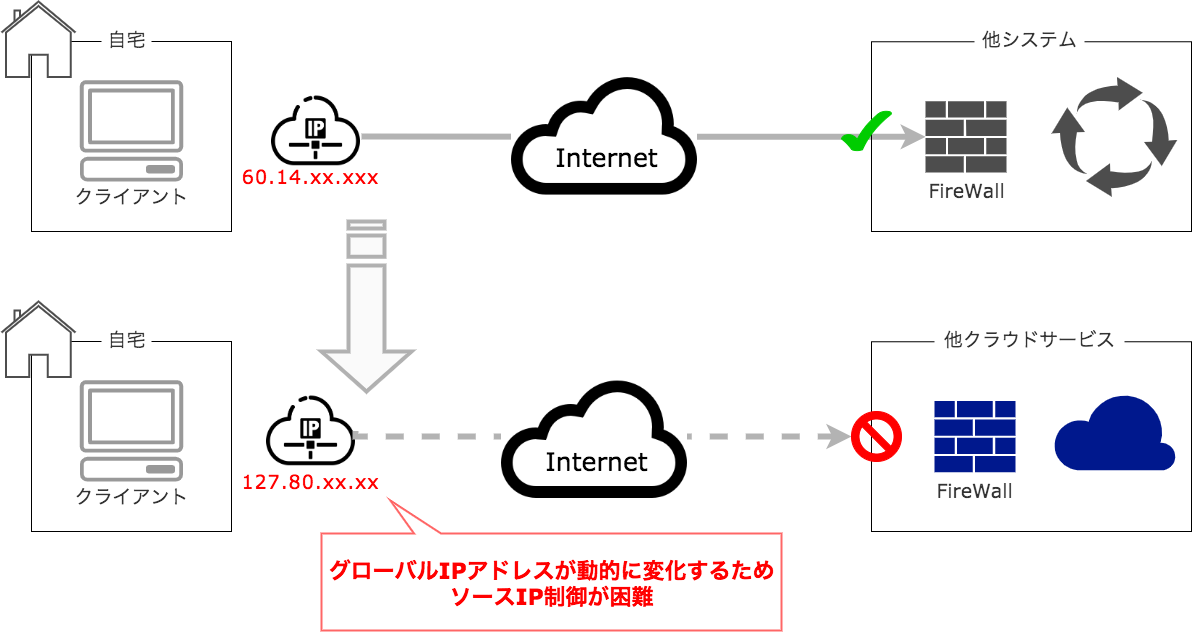 自宅
他システム
IP
Internet
60.14.xx.xxx
クライアント
FireWall
自宅
他クラウドサービス
IP
Internet
127.80.xx.xx
クライアント
FireWall
グローバルIPアドレスが動的に変化するため
ソースIP制御が困難